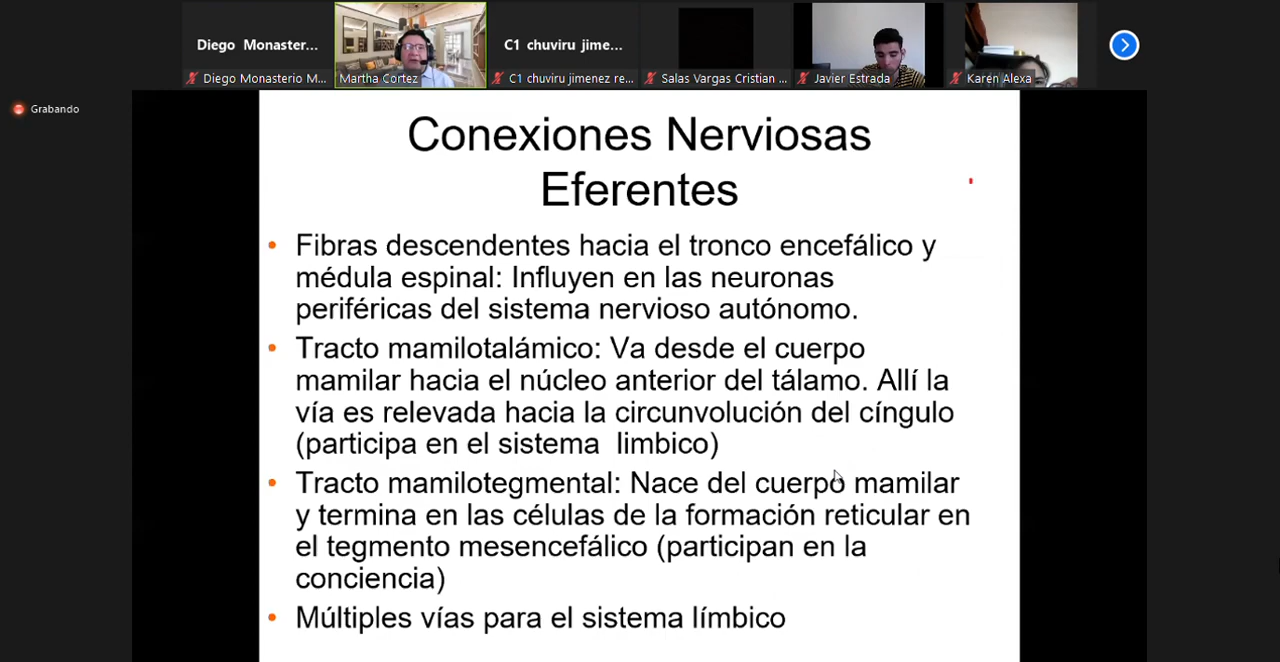 Diego Monaster...
C1 chuviru jime...
Diego Monasterio M...
Martha Cortez
C1 chuviru jimenez re...
Salas Vargas Cristian ...
Javier Estrada
Karen Alexa
Grabando
Conexiones Nerviosas
Eferentes
• Fibras descendentes hacia el tronco encefálico y
médula espinal: Influyen en las neuronas
periféricas del sistema nervioso autónomo.
• Tracto mamilotalámico: Va desde el cuerpo
mamilar hacia el núcleo anterior del tálamo. Allí la
vía es relevada hacia la circunvolución del cíngulo
(participa en el sistema limbico)
• Tracto mamilotegmental: Nace del cuerpo mamilar
y termina en las células de la formación reticular en
el tegmento mesencefálico (participan en la
conciencia)
• Múltiples vías para el sistema límbico